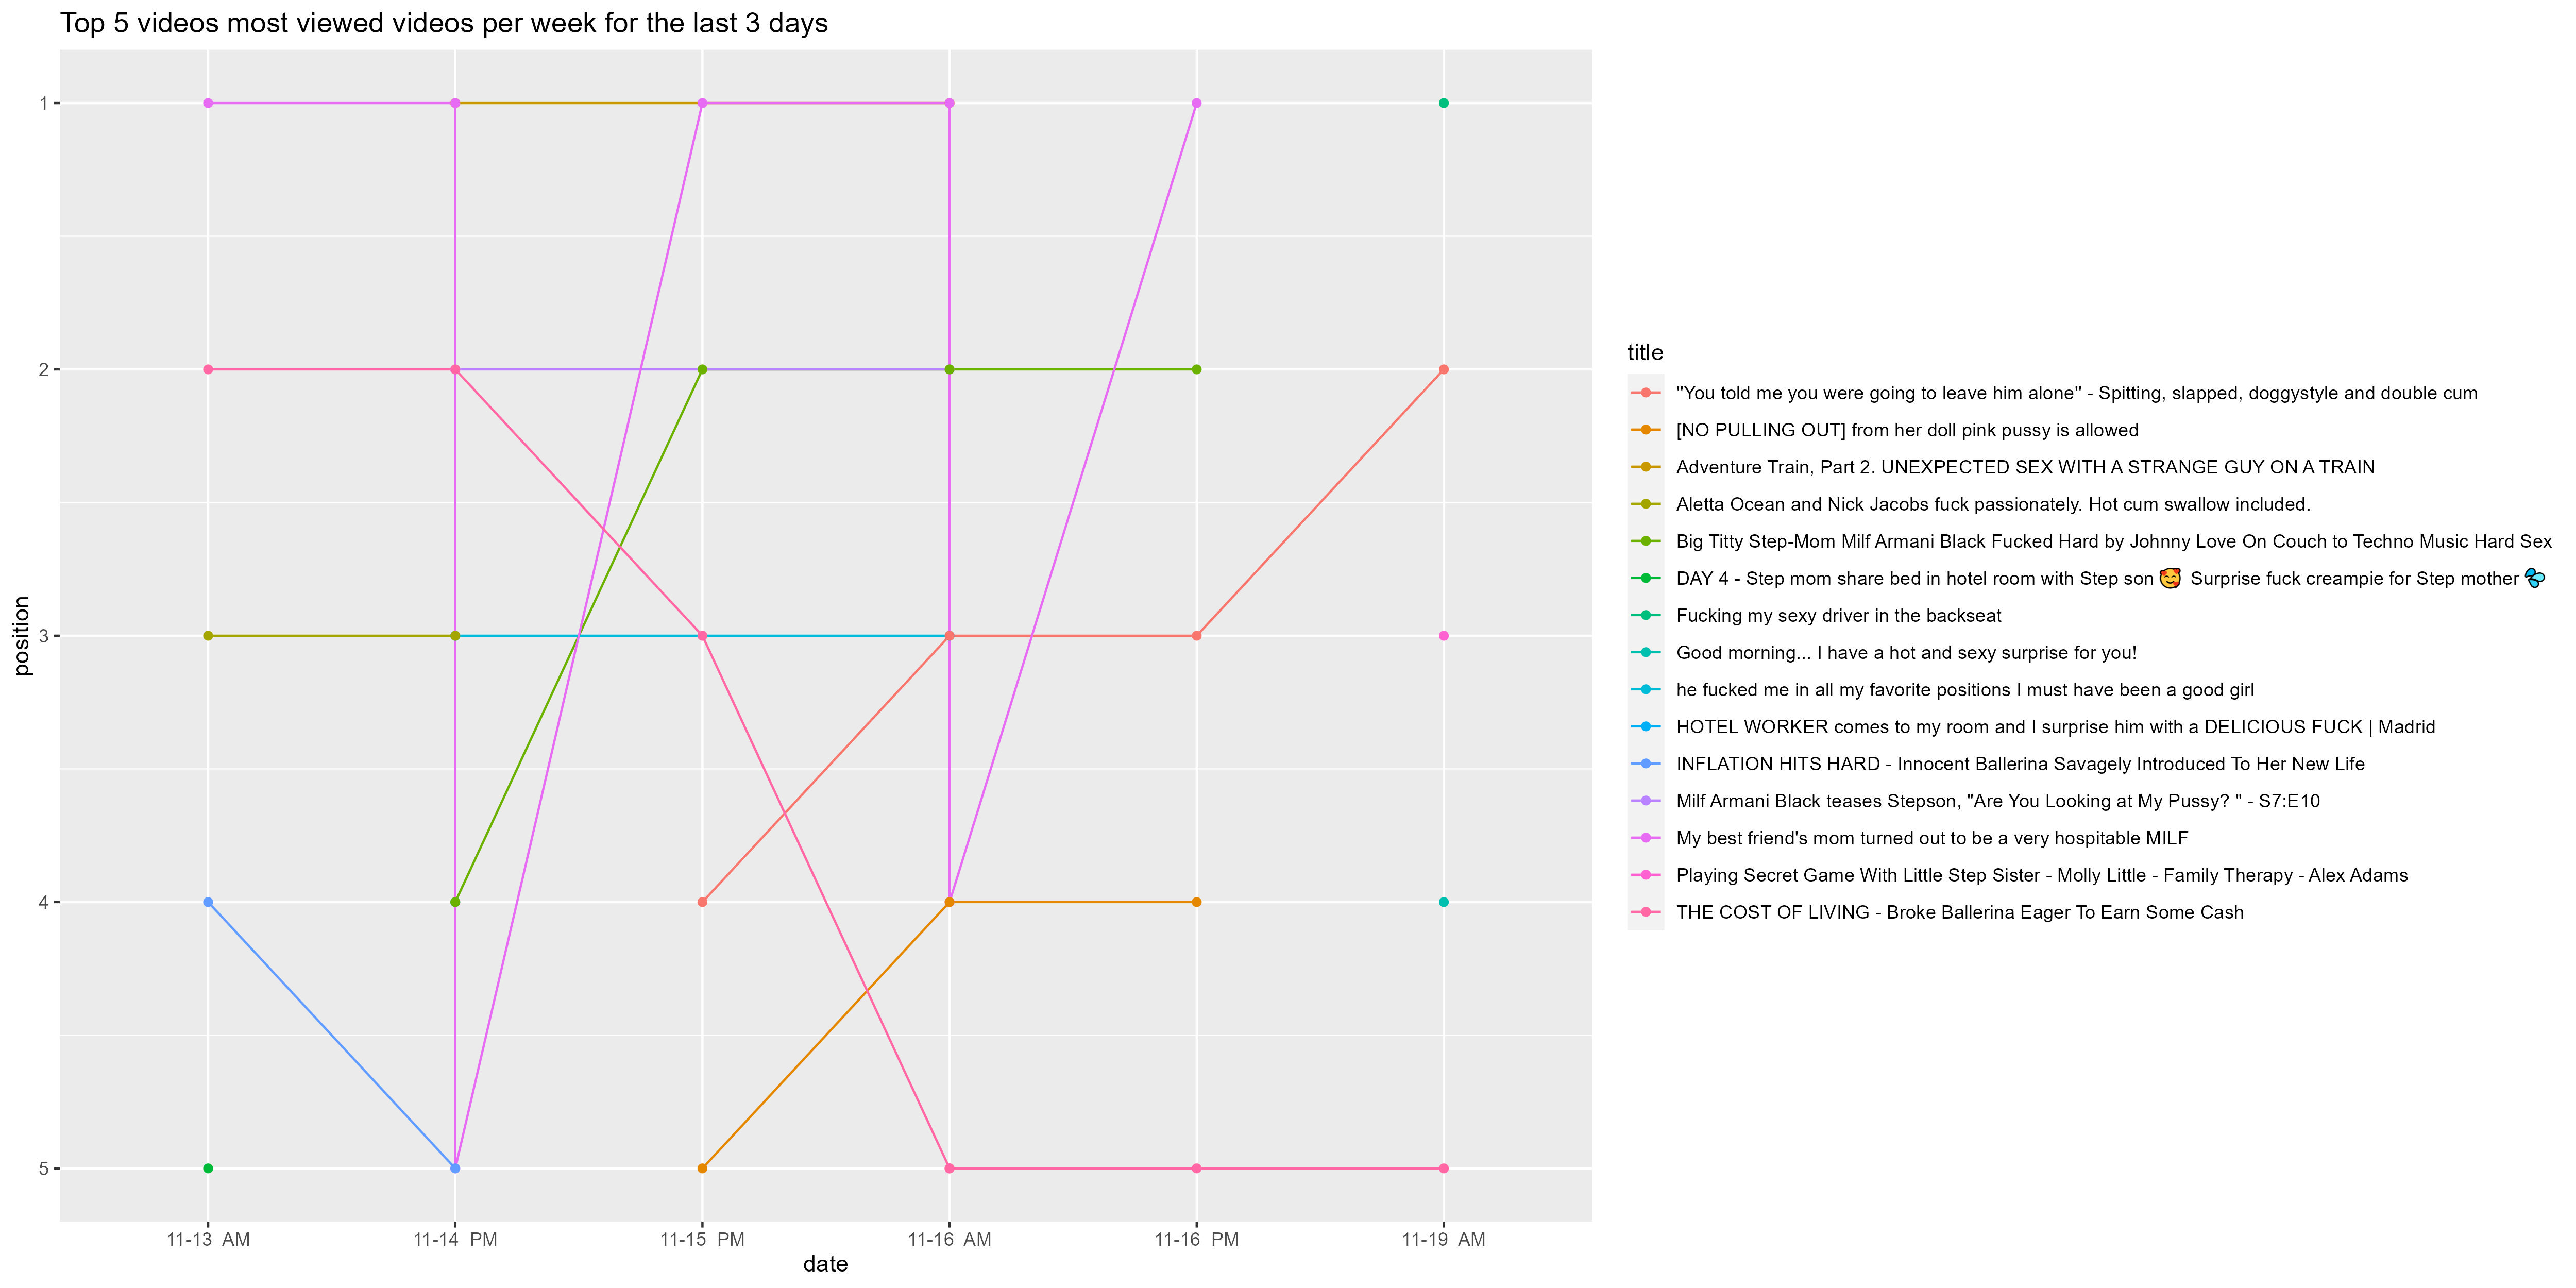 Top 5 videos most viewed videos per week for the last 3 days
position
1
2
3
4
5
11-13 AM
11-14 PM
11-15 PM
11-16 AM
11-16 PM
11-19 AM
date
title
"You told me you were going to leave him alone" - Spitting, slapped, doggystyle and double cum
[NO PULLING OUT] from her doll pink pussy is allowed
Adventure Train, Part 2. UNEXPECTED SEX WITH A STRANGE GUY ON A TRAIN
Aletta Ocean and Nick Jacobs fuck passionately. Hot cum swallow included.
Big Titty Step-Mom Milf Armani Black Fucked Hard by Johnny Love On Couch to Techno Music Hard Sex
DAY 4 - Step mom share bed in hotel room with Step son 🥰 Surprise fuck creampie for Step mother 💦
Fucking my sexy driver in the backseat
Good morning... I have a hot and sexy surprise for you!
he fucked me in all my favorite positions I must have been a good girl
HOTEL WORKER comes to my room and I surprise him with a DELICIOUS FUCK | Madrid
INFLATION HITS HARD - Innocent Ballerina Savagely Introduced To Her New Life
Milf Armani Black teases Stepson, "Are You Looking at My Pussy? " - S7:E10
My best friend's mom turned out to be a very hospitable MILF
Playing Secret Game With Little Step Sister - Molly Little - Family Therapy - Alex Adams
THE COST OF LIVING - Broke Ballerina Eager To Earn Some Cash